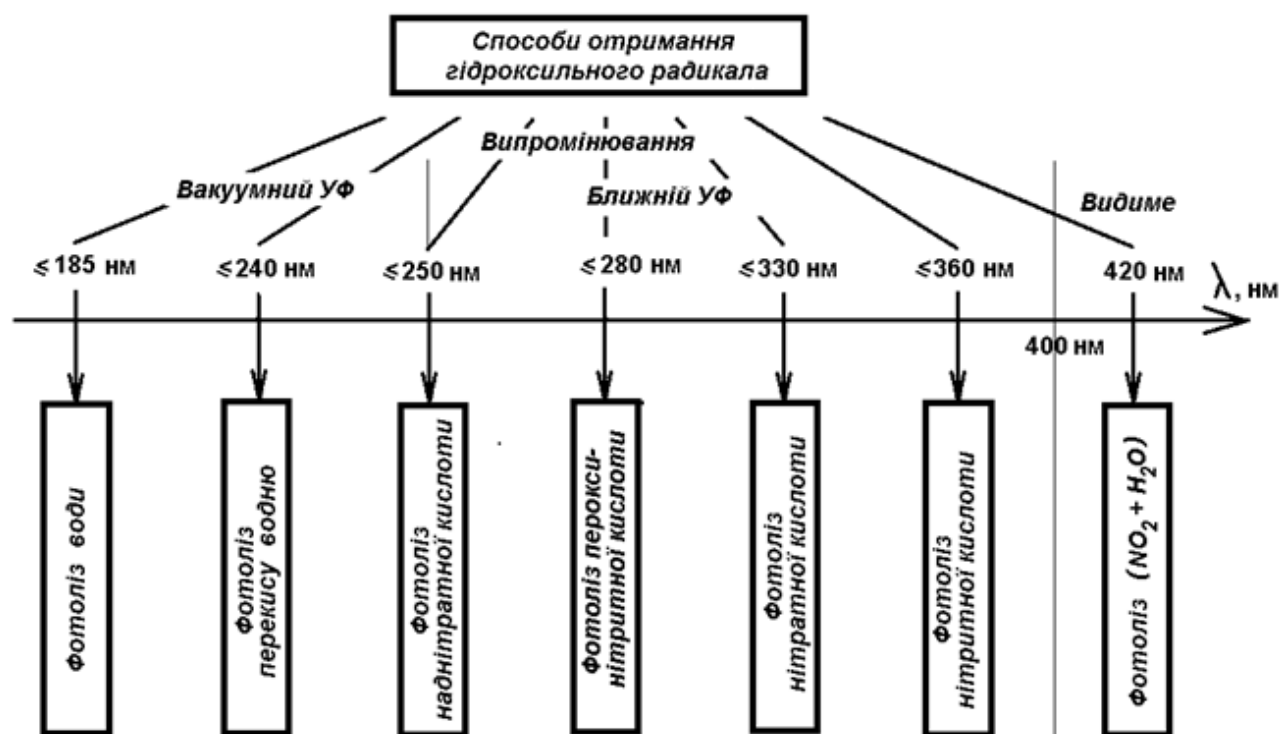 Способи отримання
гідроксильного радикала
Випромінювання
Вакуумний УФ
Ближній УФ
Видиме
⩽185 нм
⩽240 нм
⩽250 нм
⩽280 нм
⩽330 нм
⩽360 нм
420 нм
λ, нм
400 нм
Фотоліз води
Фотоліз
перекису водню
Фотоліз
наднітратної кислоти
Фотоліз перокси-
нітритної кислоти
Фотоліз
нітратної кислоти
Фотоліз
нітритної кислоти
Фотоліз (NO₂ + H₂O)